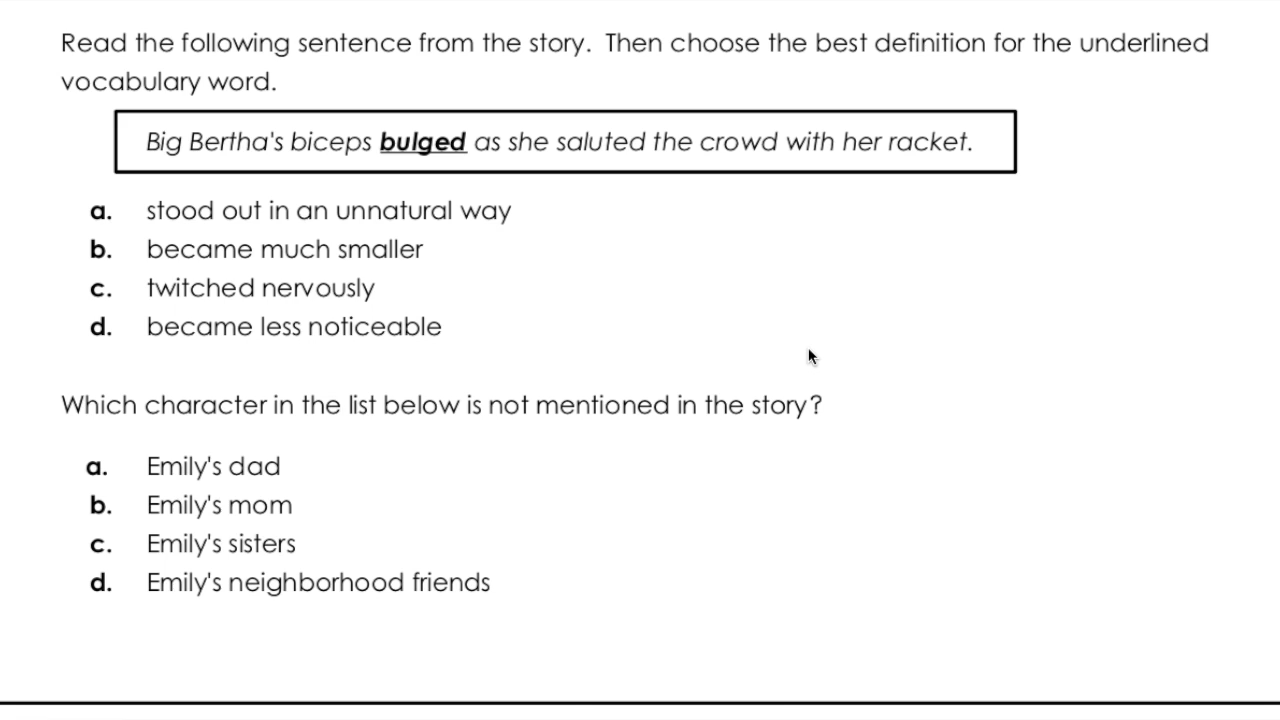 Read the following sentence from the story.  Then choose the best definition for the underlined
vocabulary word.
Big Bertha's biceps bulged as she saluted the crowd with her racket.
a. stood out in an unnatural way
b. became much smaller
c. twitched nervously
d. became less noticeable
Which character in the list below is not mentioned in the story?
a. Emily's dad
b. Emily's mom
c. Emily's sisters
d. Emily's neighborhood friends